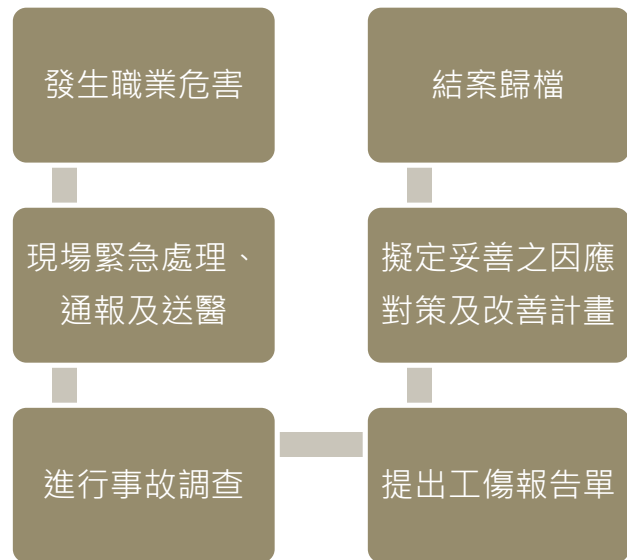 發生職業危害
現場緊急處理、
通報及送醫
進行事故調查
提出工傷報告單
擬定妥善之因應
對策及改善計畫
結案歸檔